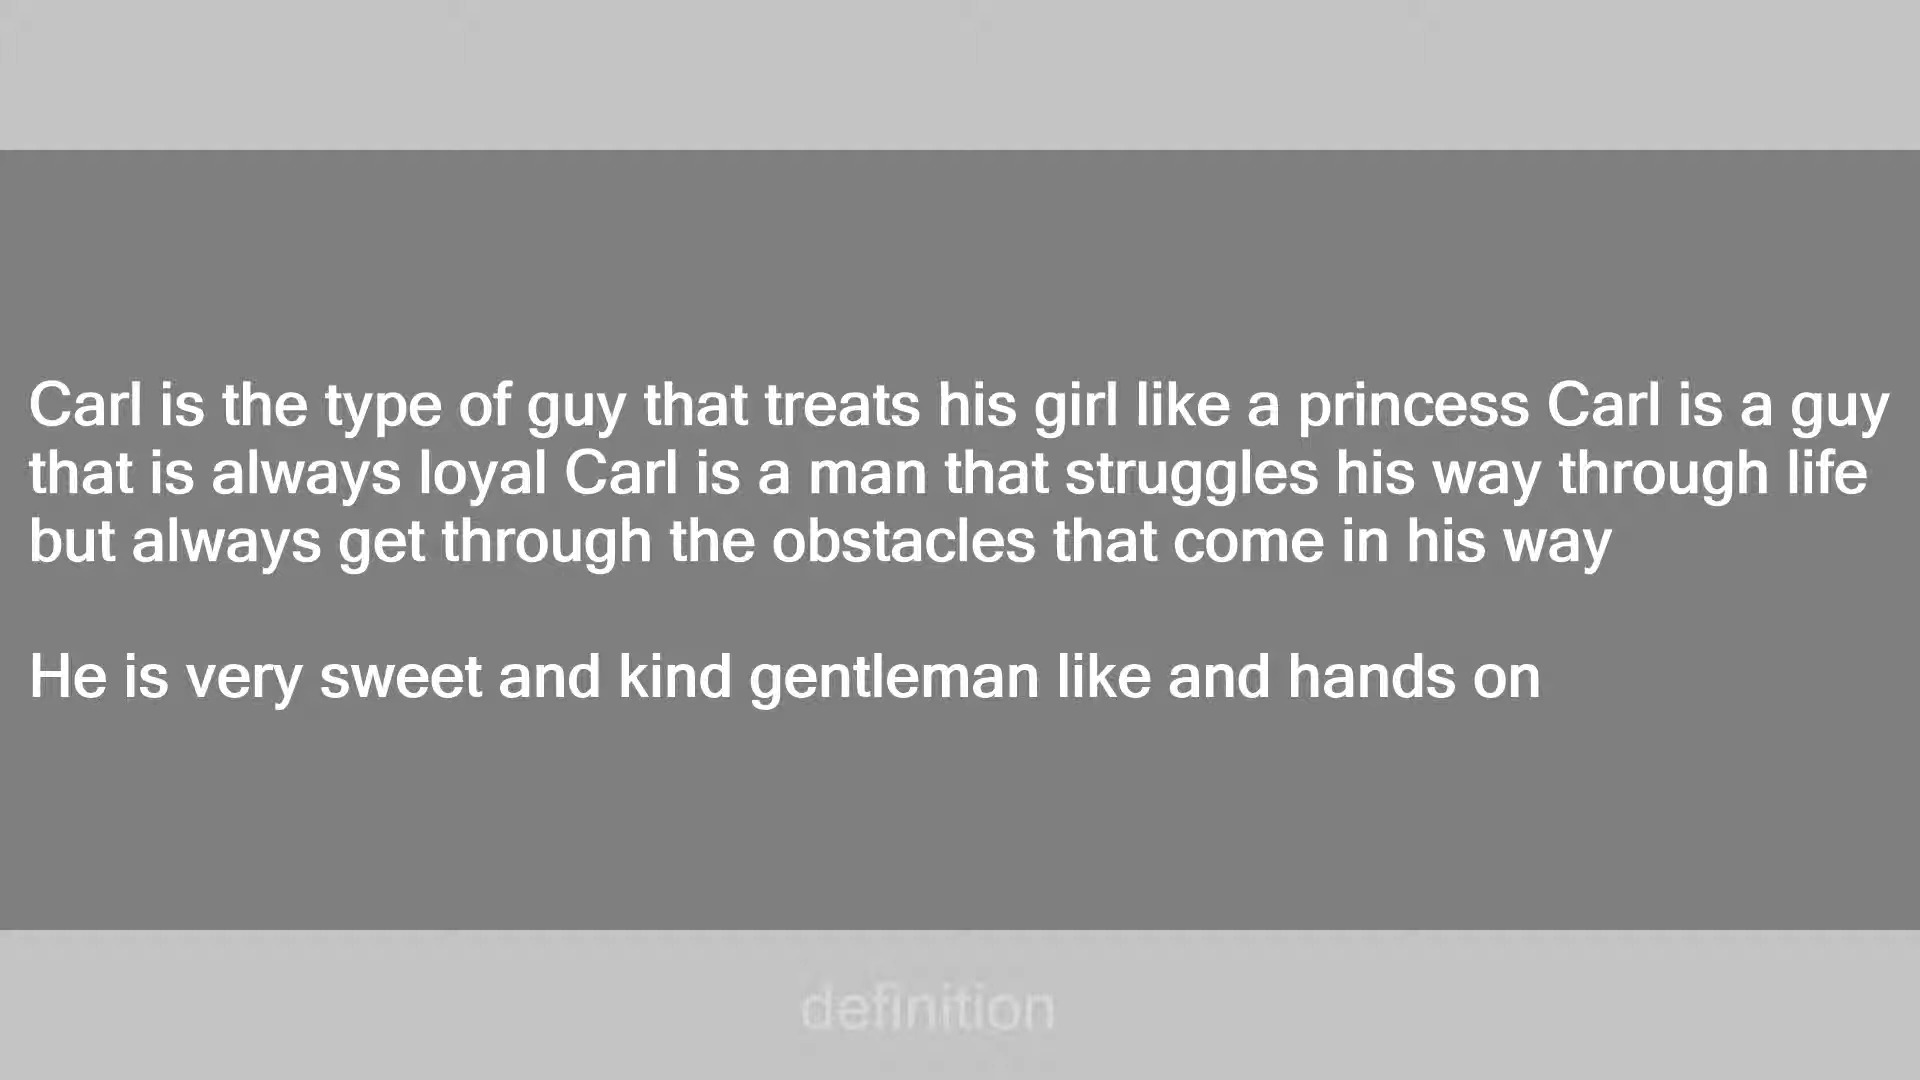 Carl is the type of guy that treats his girl like a princess Carl is a guy
that is always loyal Carl is a man that struggles his way through life
but always get through the obstacles that come in his way
He is very sweet and kind gentleman like and hands on
definition